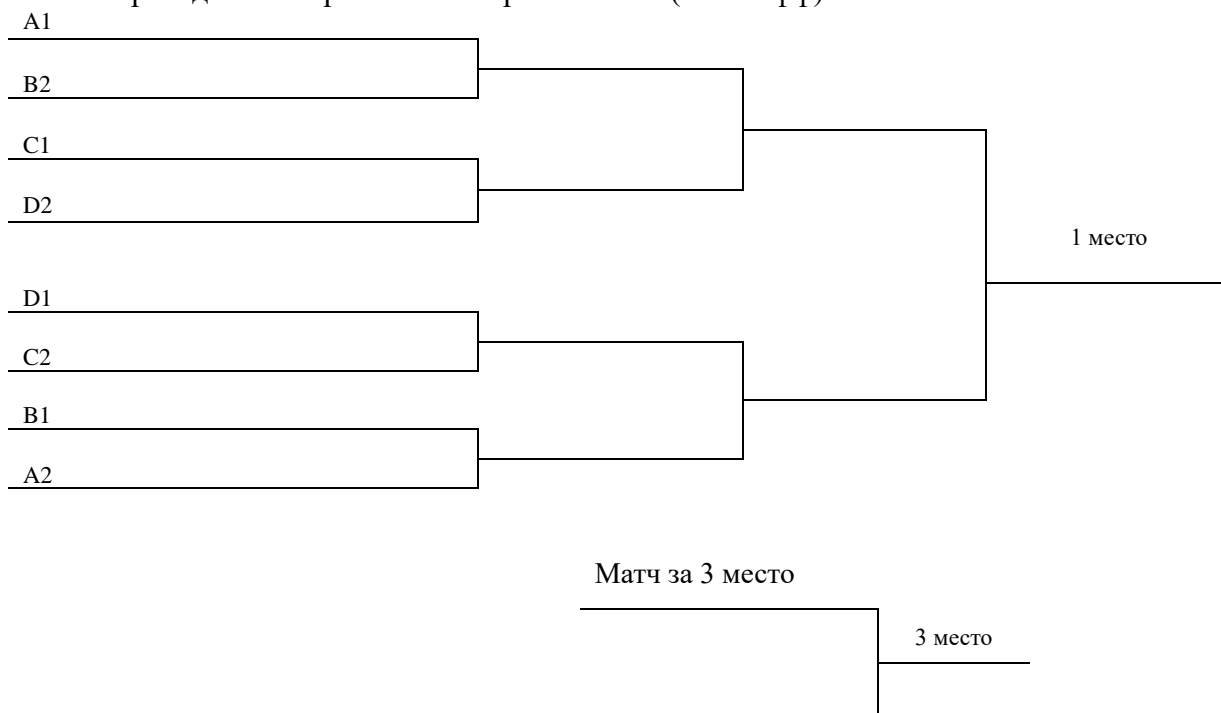 A1
B2
C1
D2
1 место
D1
C2
B1
A2
Матч за 3 место
3 место